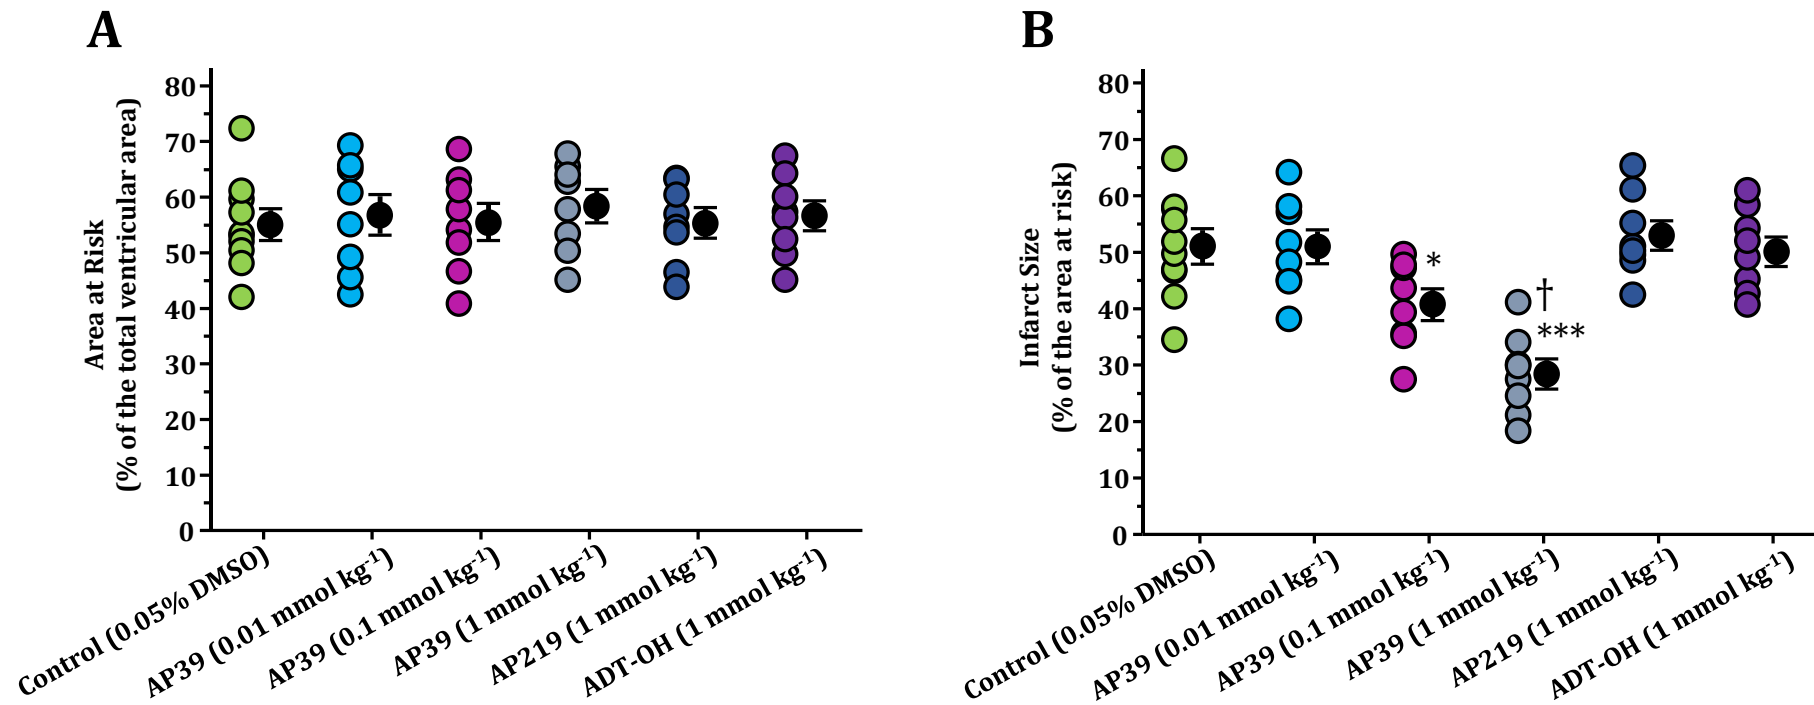 A
Area at Risk
(% of the total ventricular area)
80
70
60
50
40
30
20
10
0
Control (0.05% DMSO)
AP39 (0.01 mmol kg⁻¹)
AP39 (0.1 mmol kg⁻¹)
AP39 (1 mmol kg⁻¹)
AP219 (1 mmol kg⁻¹)
ADT-OH (1 mmol kg⁻¹)
B
Infarct Size
(% of the area at risk)
80
70
60
50
40
30
20
10
0
*
†
***
Control (0.05% DMSO)
AP39 (0.01 mmol kg⁻¹)
AP39 (0.1 mmol kg⁻¹)
AP39 (1 mmol kg⁻¹)
AP219 (1 mmol kg⁻¹)
ADT-OH (1 mmol kg⁻¹)